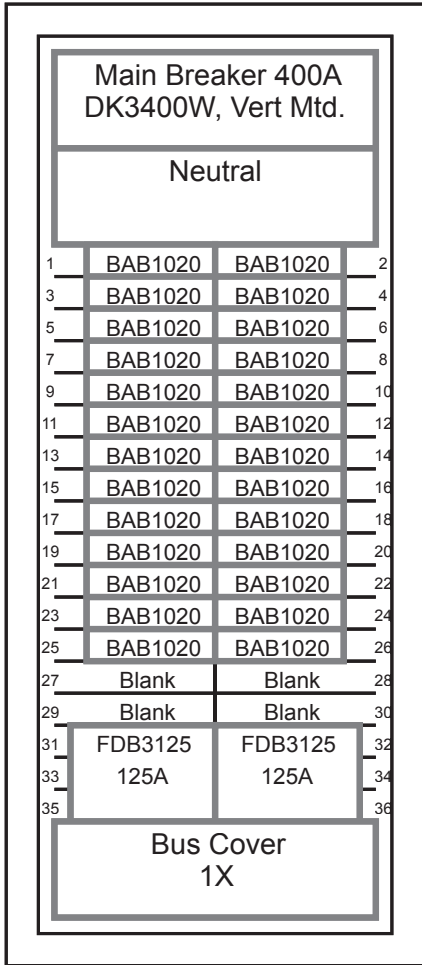 Main Breaker 400A
DK3400W, Vert Mtd.
Neutral
1 BAB1020 BAB1020 2
3 BAB1020 BAB1020 4
5 BAB1020 BAB1020 6
7 BAB1020 BAB1020 8
9 BAB1020 BAB1020 10
11 BAB1020 BAB1020 12
13 BAB1020 BAB1020 14
15 BAB1020 BAB1020 16
17 BAB1020 BAB1020 18
19 BAB1020 BAB1020 20
21 BAB1020 BAB1020 22
23 BAB1020 BAB1020 24
25 BAB1020 BAB1020 26
27 Blank Blank 28
29 Blank Blank 30
31 FDB3125 FDB3125 32
33 125A 125A 34
35 36
Bus Cover
1X